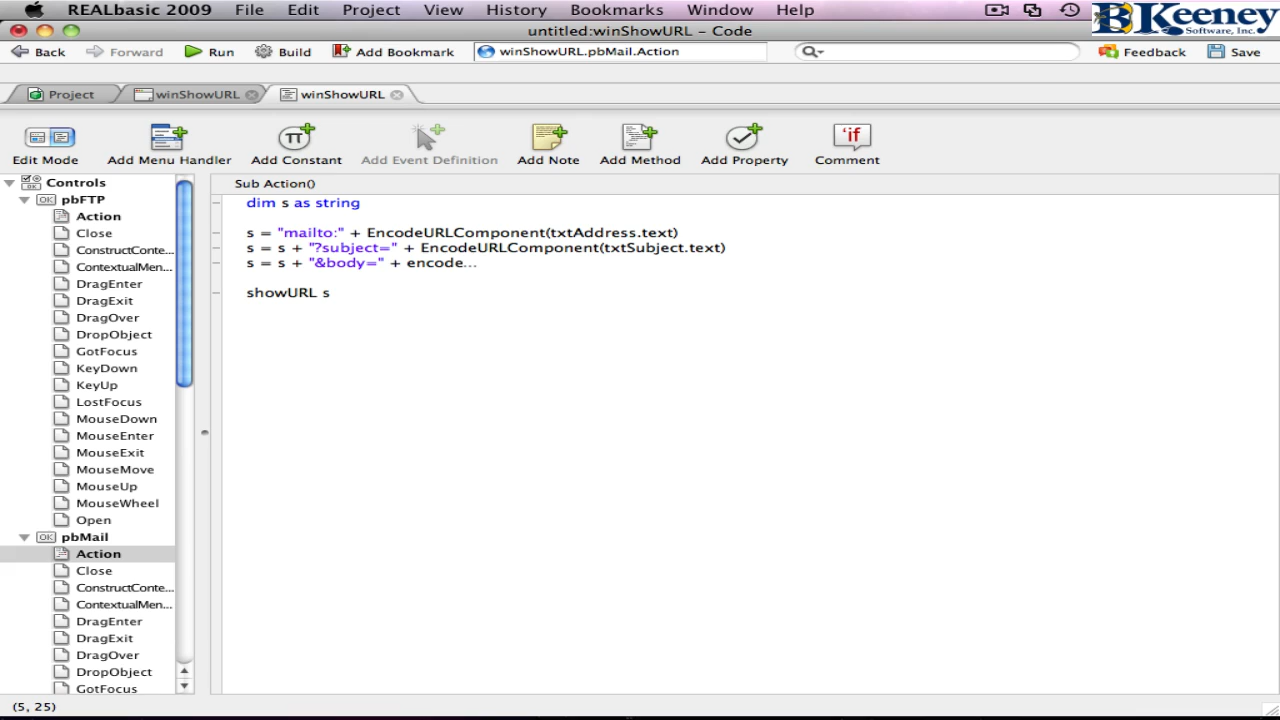 REALbasic 2009 File Edit Project View History Bookmarks Window Help
BKeeney Software, Inc.
untitled:winShowURL - Code
Back Forward Run Build Add Bookmark winShowURL.pbMail.Action Feedback Save
Project winShowURL winShowURL
π 'if
Edit Mode Add Menu Handler Add Constant Add Event Definition Add Note Add Method Add Property Comment
Controls
OK pbFTP
Action
Close
ConstructConte...
ContextualMen...
DragEnter
DragExit
DragOver
DropObject
GotFocus
KeyDown
KeyUp
LostFocus
MouseDown
MouseEnter
MouseExit
MouseMove
MouseUp
MouseWheel
Open
OK pbMail
Action
Close
ConstructConte...
ContextualMen...
DragEnter
DragExit
DragOver
DropObject
GotFocus
Sub Action()
dim s as string
s = "mailto:" + EncodeURLComponent(txtAddress.text)
s = s + "?subject=" + EncodeURLComponent(txtSubject.text)
s = s + "&body=" + encode...
showURL s
(5, 25)